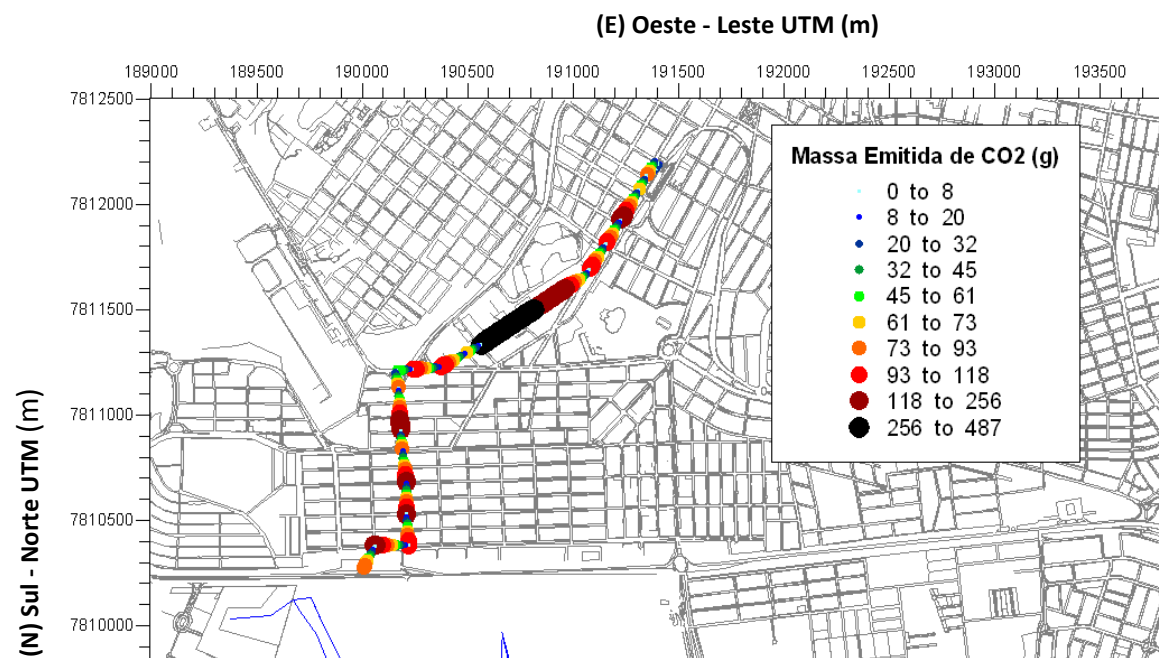 (E) Oeste - Leste UTM (m)
189000 189500 190000 190500 191000 191500 192000 192500 193000 193500
7812500
7812000
7811500
7811000
7810500
7810000
(N) Sul - Norte UTM (m)
Massa Emitida de CO2 (g)
0 to 8
8 to 20
20 to 32
32 to 45
45 to 61
61 to 73
73 to 93
93 to 118
118 to 256
256 to 487